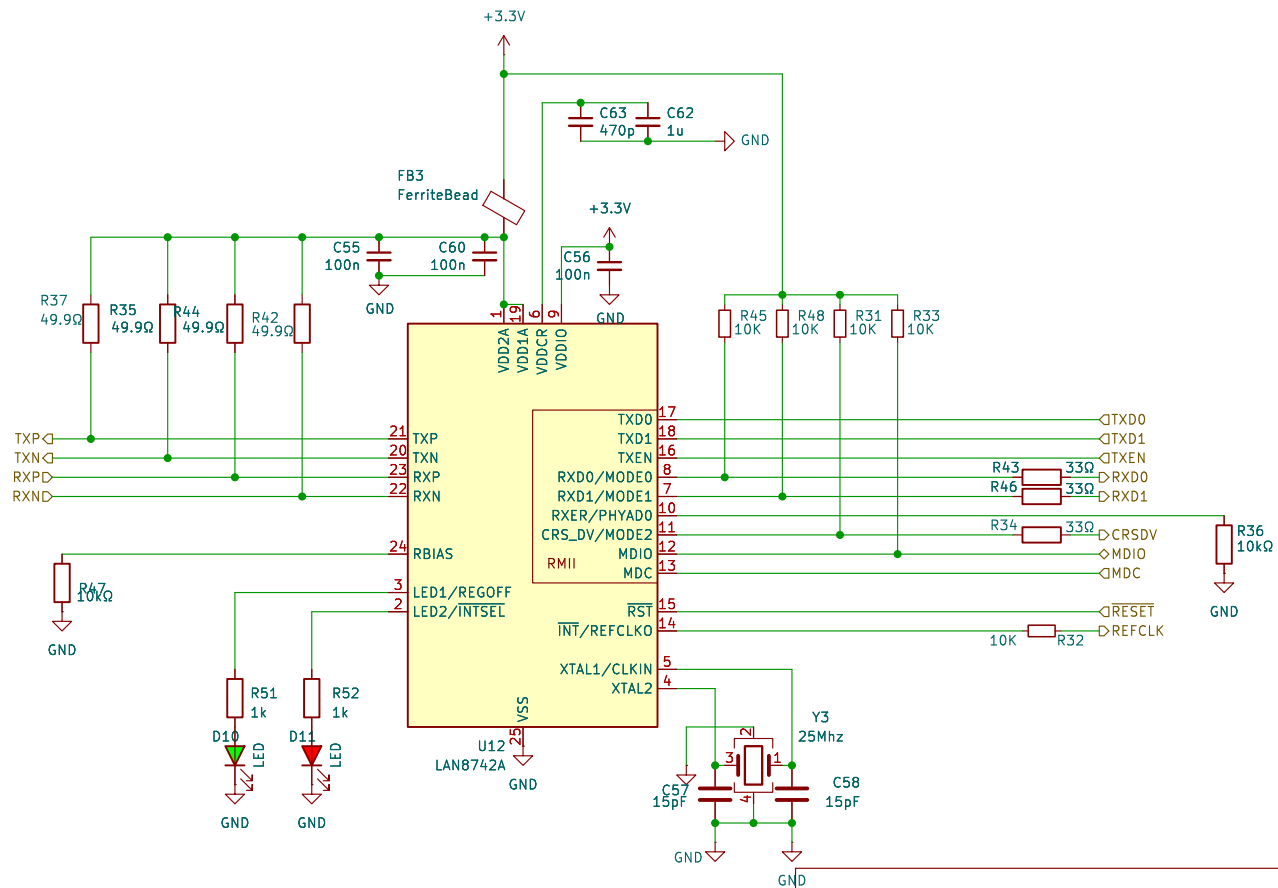 +3.3V
C63
470p
C62
1u
GND
FB3
FerriteBead
+3.3V
C55
100n
C60
100n
C56
100n
GND
GND
R37
49.9Ω
R35
49.9Ω
R44
49.9Ω
R42
49.9Ω
R45
10K
R48
10K
R31
10K
R33
10K
1
19
6
9
VDD2A
VDD1A
VDDCR
VDDIO
TXP
21
TXP
TXN
20
TXN
RXP
23
RXP
RXN
22
RXN
TXD0
17
TXD0
TXD1
18
TXD1
TXEN
16
TXEN
RXD0/MODE0
8
R43
33Ω
RXD0
RXD1/MODE1
7
R46
33Ω
RXD1
RXER/PHYAD0
10
CRS_DV/MODE2
11
R34
33Ω
CRSDV
R36
10kΩ
GND
MDIO
12
MDIO
RMII
MDC
13
MDC
24
RBIAS
R47
10kΩ
GND
3
LED1/REGOFF
2
LED2/INTSEL
RST
15
RESET
INT/REFCLKO
14
10K
R32
REFCLK
XTAL1/CLKIN
5
XTAL2
4
R51
1k
R52
1k
D10
LED
D11
LED
GND
GND
VSS
25
U12
LAN8742A
GND
Y3
25Mhz
2
3
1
4
C57
15pF
C58
15pF
GND
GND